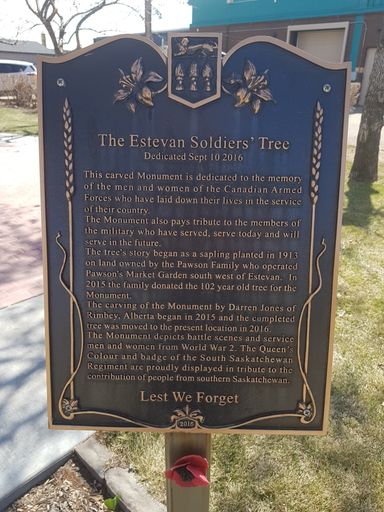 The Estevan Soldiers' Tree
Dedicated Sept 10 2016
This carved Monument is dedicated to the memory
of the men and women of the Canadian Armed
Forces who have laid down their lives in the service
of their country.
The Monument also pays tribute to the members of
the military who have served, serve today and will
serve in the future.
The tree's story began as a sapling planted in 1913
on land owned by the Pawson Family who operated
Pawson's Market Garden south west of Estevan. In
2015 the family donated the 102 year old tree for the
Monument.
The carving of the Monument by Darren Jones of
Rimbey, Alberta began in 2015 and the completed
tree was moved to the present location in 2016.
The Monument depicts battle scenes and service
men and women from World War 2. The Queen's
Colour and badge of the South Saskatchewan
Regiment are proudly displayed in tribute to the
contribution of people from southern Saskatchewan.
Lest We Forget
2016